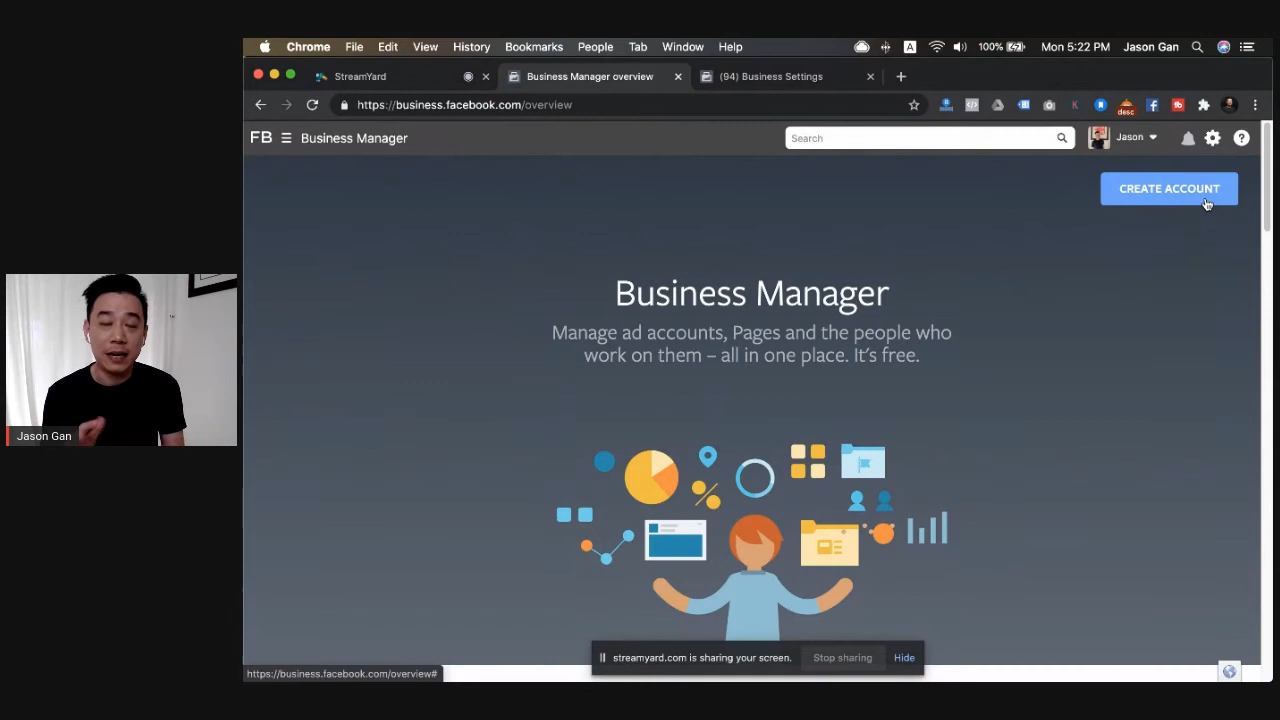 Chrome File Edit View History Bookmarks People Tab Window Help A 100% Mon 5:22 PM Jason Gan
StreamYard Business Manager overview (94) Business Settings
https://business.facebook.com/overview
desc
FB Business Manager Search Jason
CREATE ACCOUNT
Business Manager
Manage ad accounts, Pages and the people who
work on them – all in one place. It's free.
Jason Gan
streamyard.com is sharing your screen. Stop sharing Hide
https://business.facebook.com/overview#